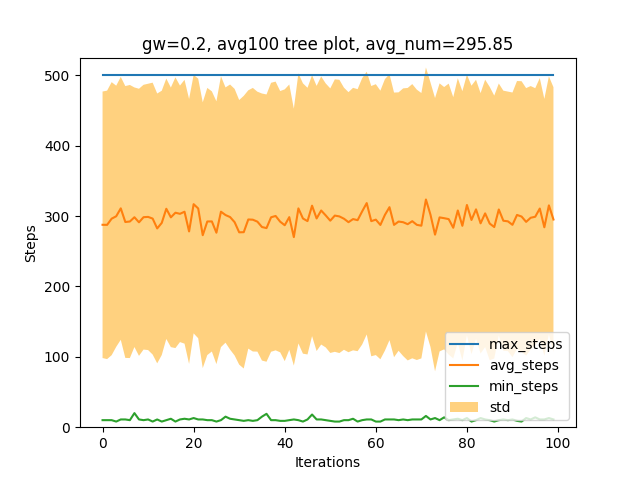 gw=0.2, avg100 tree plot, avg_num=295.85
Steps
500
400
300
200
100
0
0
20
40
60
80
100
Iterations
max_steps
avg_steps
min_steps
std